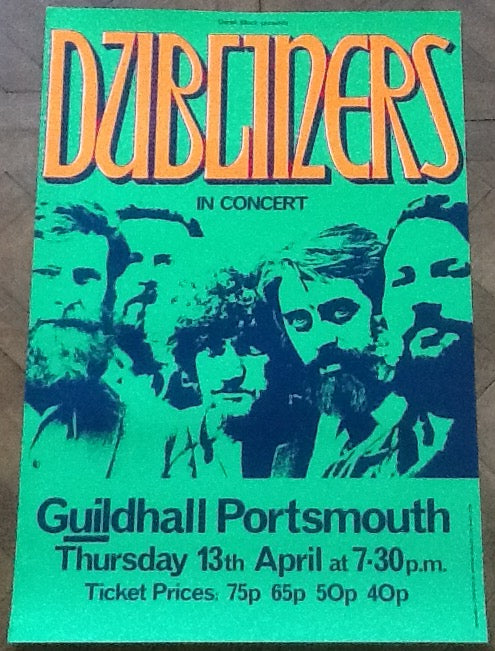 Derek Block presents
DUBLINERS
IN CONCERT
Guildhall Portsmouth
Thursday 13th April at 7·30p.m.
Ticket Prices: 75p 65p 50p 40p